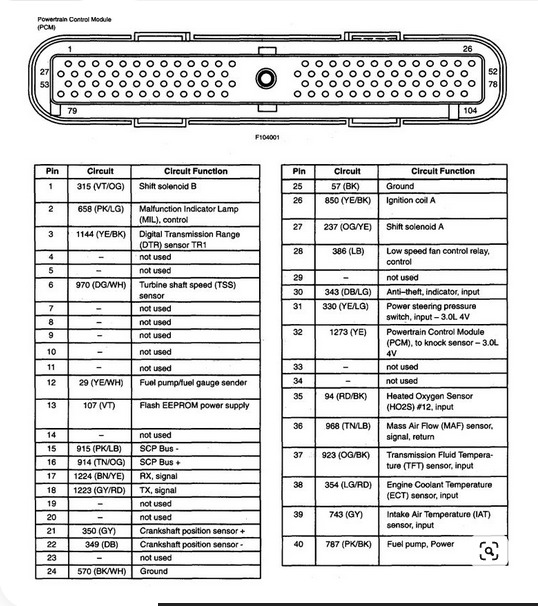 Powertrain Control Module
(PCM)
1
26
27
52
53
78
79
104
F104001
Pin Circuit Circuit Function
1 315 (VT/OG) Shift solenoid B
2 658 (PK/LG) Malfunction Indicator Lamp
(MIL), control
3 1144 (YE/BK) Digital Transmission Range
(DTR) sensor TR1
4 – not used
5 – not used
6 970 (DG/WH) Turbine shaft speed (TSS)
sensor
7 – not used
8 – not used
9 – not used
10 – not used
11 – not used
12 29 (YE/WH) Fuel pump/fuel gauge sender
13 107 (VT) Flash EEPROM power supply
14 – not used
15 915 (PK/LB) SCP Bus -
16 914 (TN/OG) SCP Bus +
17 1224 (BN/YE) RX, signal
18 1223 (GY/RD) TX, signal
19 – not used
20 – not used
21 350 (GY) Crankshaft position sensor +
22 349 (DB) Crankshaft position sensor -
23 – not used
24 570 (BK/WH) Ground
Pin Circuit Circuit Function
25 57 (BK) Ground
26 850 (YE/BK) Ignition coil A
27 237 (OG/YE) Shift solenoid A
28 386 (LB) Low speed fan control relay,
control
29 – not used
30 343 (DB/LG) Anti–theft, indicator, input
31 330 (YE/LG) Power steering pressure
switch, input – 3.0L 4V
32 1273 (YE) Powertrain Control Module
(PCM), to knock sensor – 3.0L
4V
33 – not used
34 – not used
35 94 (RD/BK) Heated Oxygen Sensor
(HO2S) #12, input
36 968 (TN/LB) Mass Air Flow (MAF) sensor,
signal, return
37 923 (OG/BK) Transmission Fluid Tempera-
ture (TFT) sensor, input
38 354 (LG/RD) Engine Coolant Temperature
(ECT) sensor, input
39 743 (GY) Intake Air Temperature (IAT)
sensor, input
40 787 (PK/BK) Fuel pump, Power